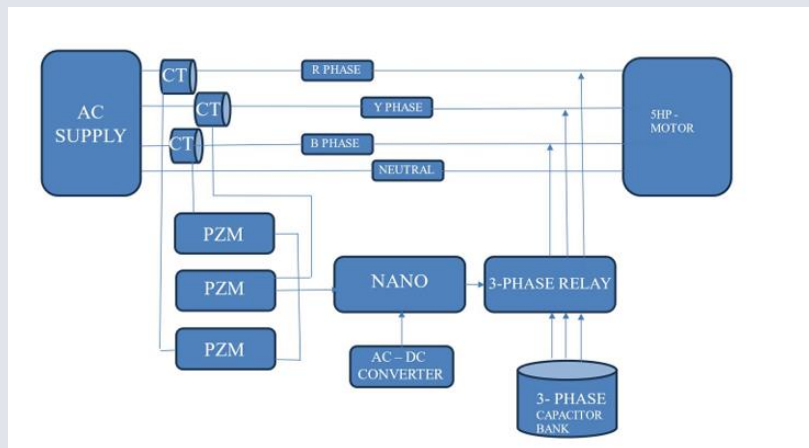 AC
SUPPLY
CT
CT
CT
R PHASE
Y PHASE
B PHASE
NEUTRAL
5HP -
MOTOR
PZM
PZM
PZM
NANO
3-PHASE RELAY
AC – DC
CONVERTER
3- PHASE
CAPACITOR
BANK